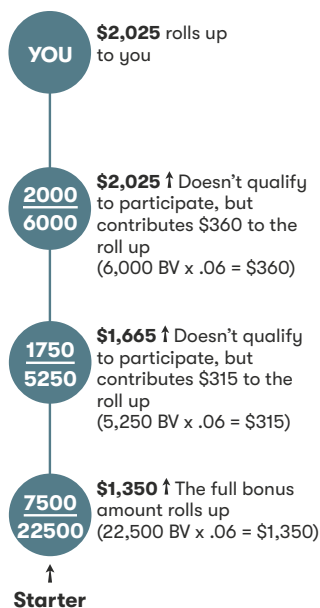 YOU
$2,025 rolls up
to you
2000
6000
$2,025 ↑ Doesn't qualify
to participate, but
contributes $360 to the
roll up
(6,000 BV x .06 = $360)
1750
5250
$1,665 ↑ Doesn't qualify
to participate, but
contributes $315 to the
roll up
(5,250 BV x .06 = $315)
7500
22500
$1,350 ↑ The full bonus
amount rolls up
(22,500 BV x .06 = $1,350)
↑
Starter